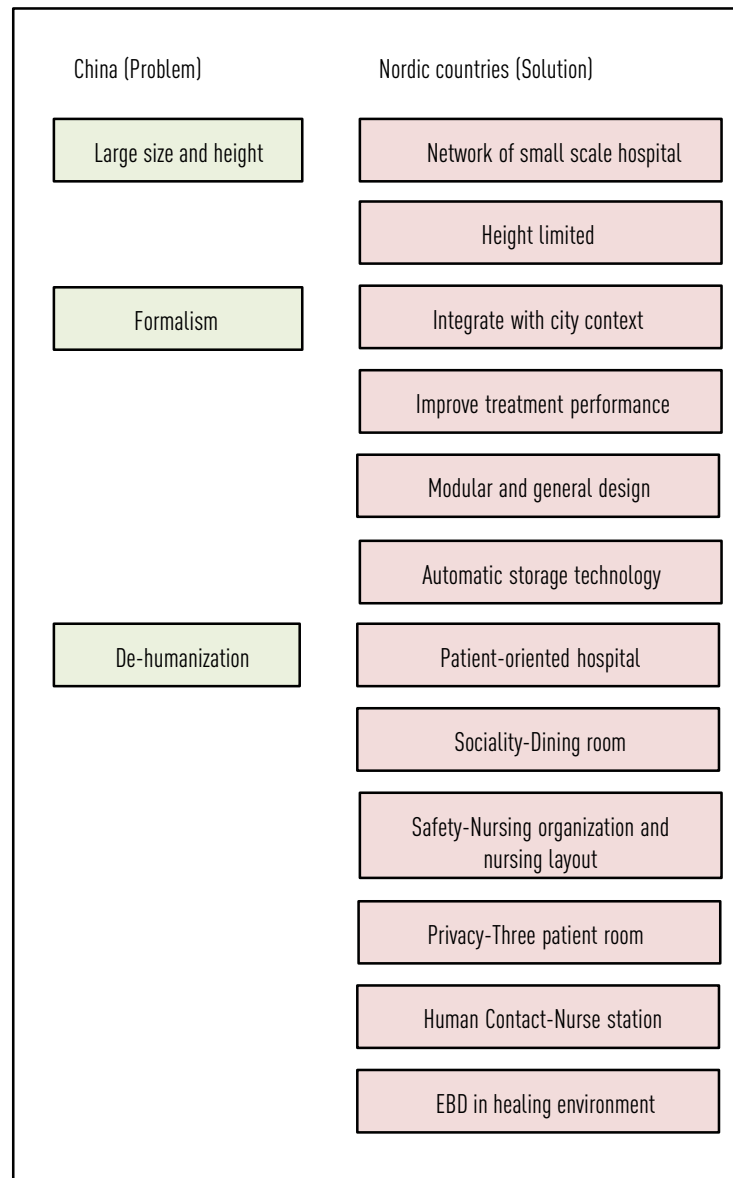 China (Problem)
Nordic countries (Solution)
Large size and height
Network of small scale hospital
Height limited
Formalism
Integrate with city context
Improve treatment performance
Modular and general design
Automatic storage technology
De-humanization
Patient-oriented hospital
Sociality-Dining room
Safety-Nursing organization and
nursing layout
Privacy-Three patient room
Human Contact-Nurse station
EBD in healing environment